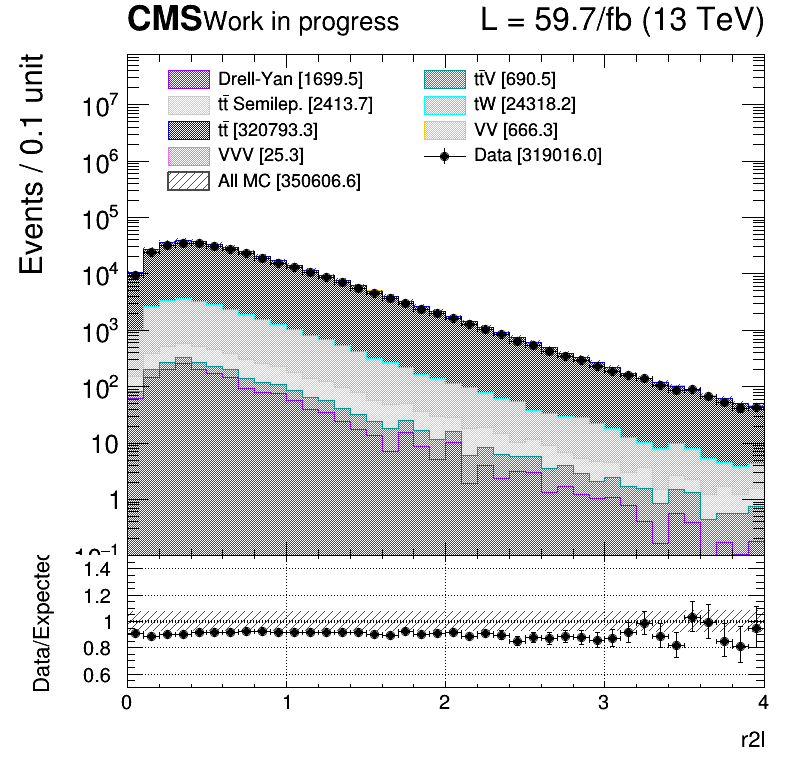 CMS Work in progress L = 59.7/fb (13 TeV)
Events / 0.1 unit
Drell-Yan [1699.5] tt̄V [690.5]
tt̄ Semilep. [2413.7] tW [24318.2]
tt̄ [320793.3] VV [666.3]
VVV [25.3] Data [319016.0]
All MC [350606.6]
10⁷
10⁶
10⁵
10⁴
10³
10²
10
1
10⁻¹
Data/Expected
1.4
1.2
1
0.8
0.6
0 1 2 3 4
r2l